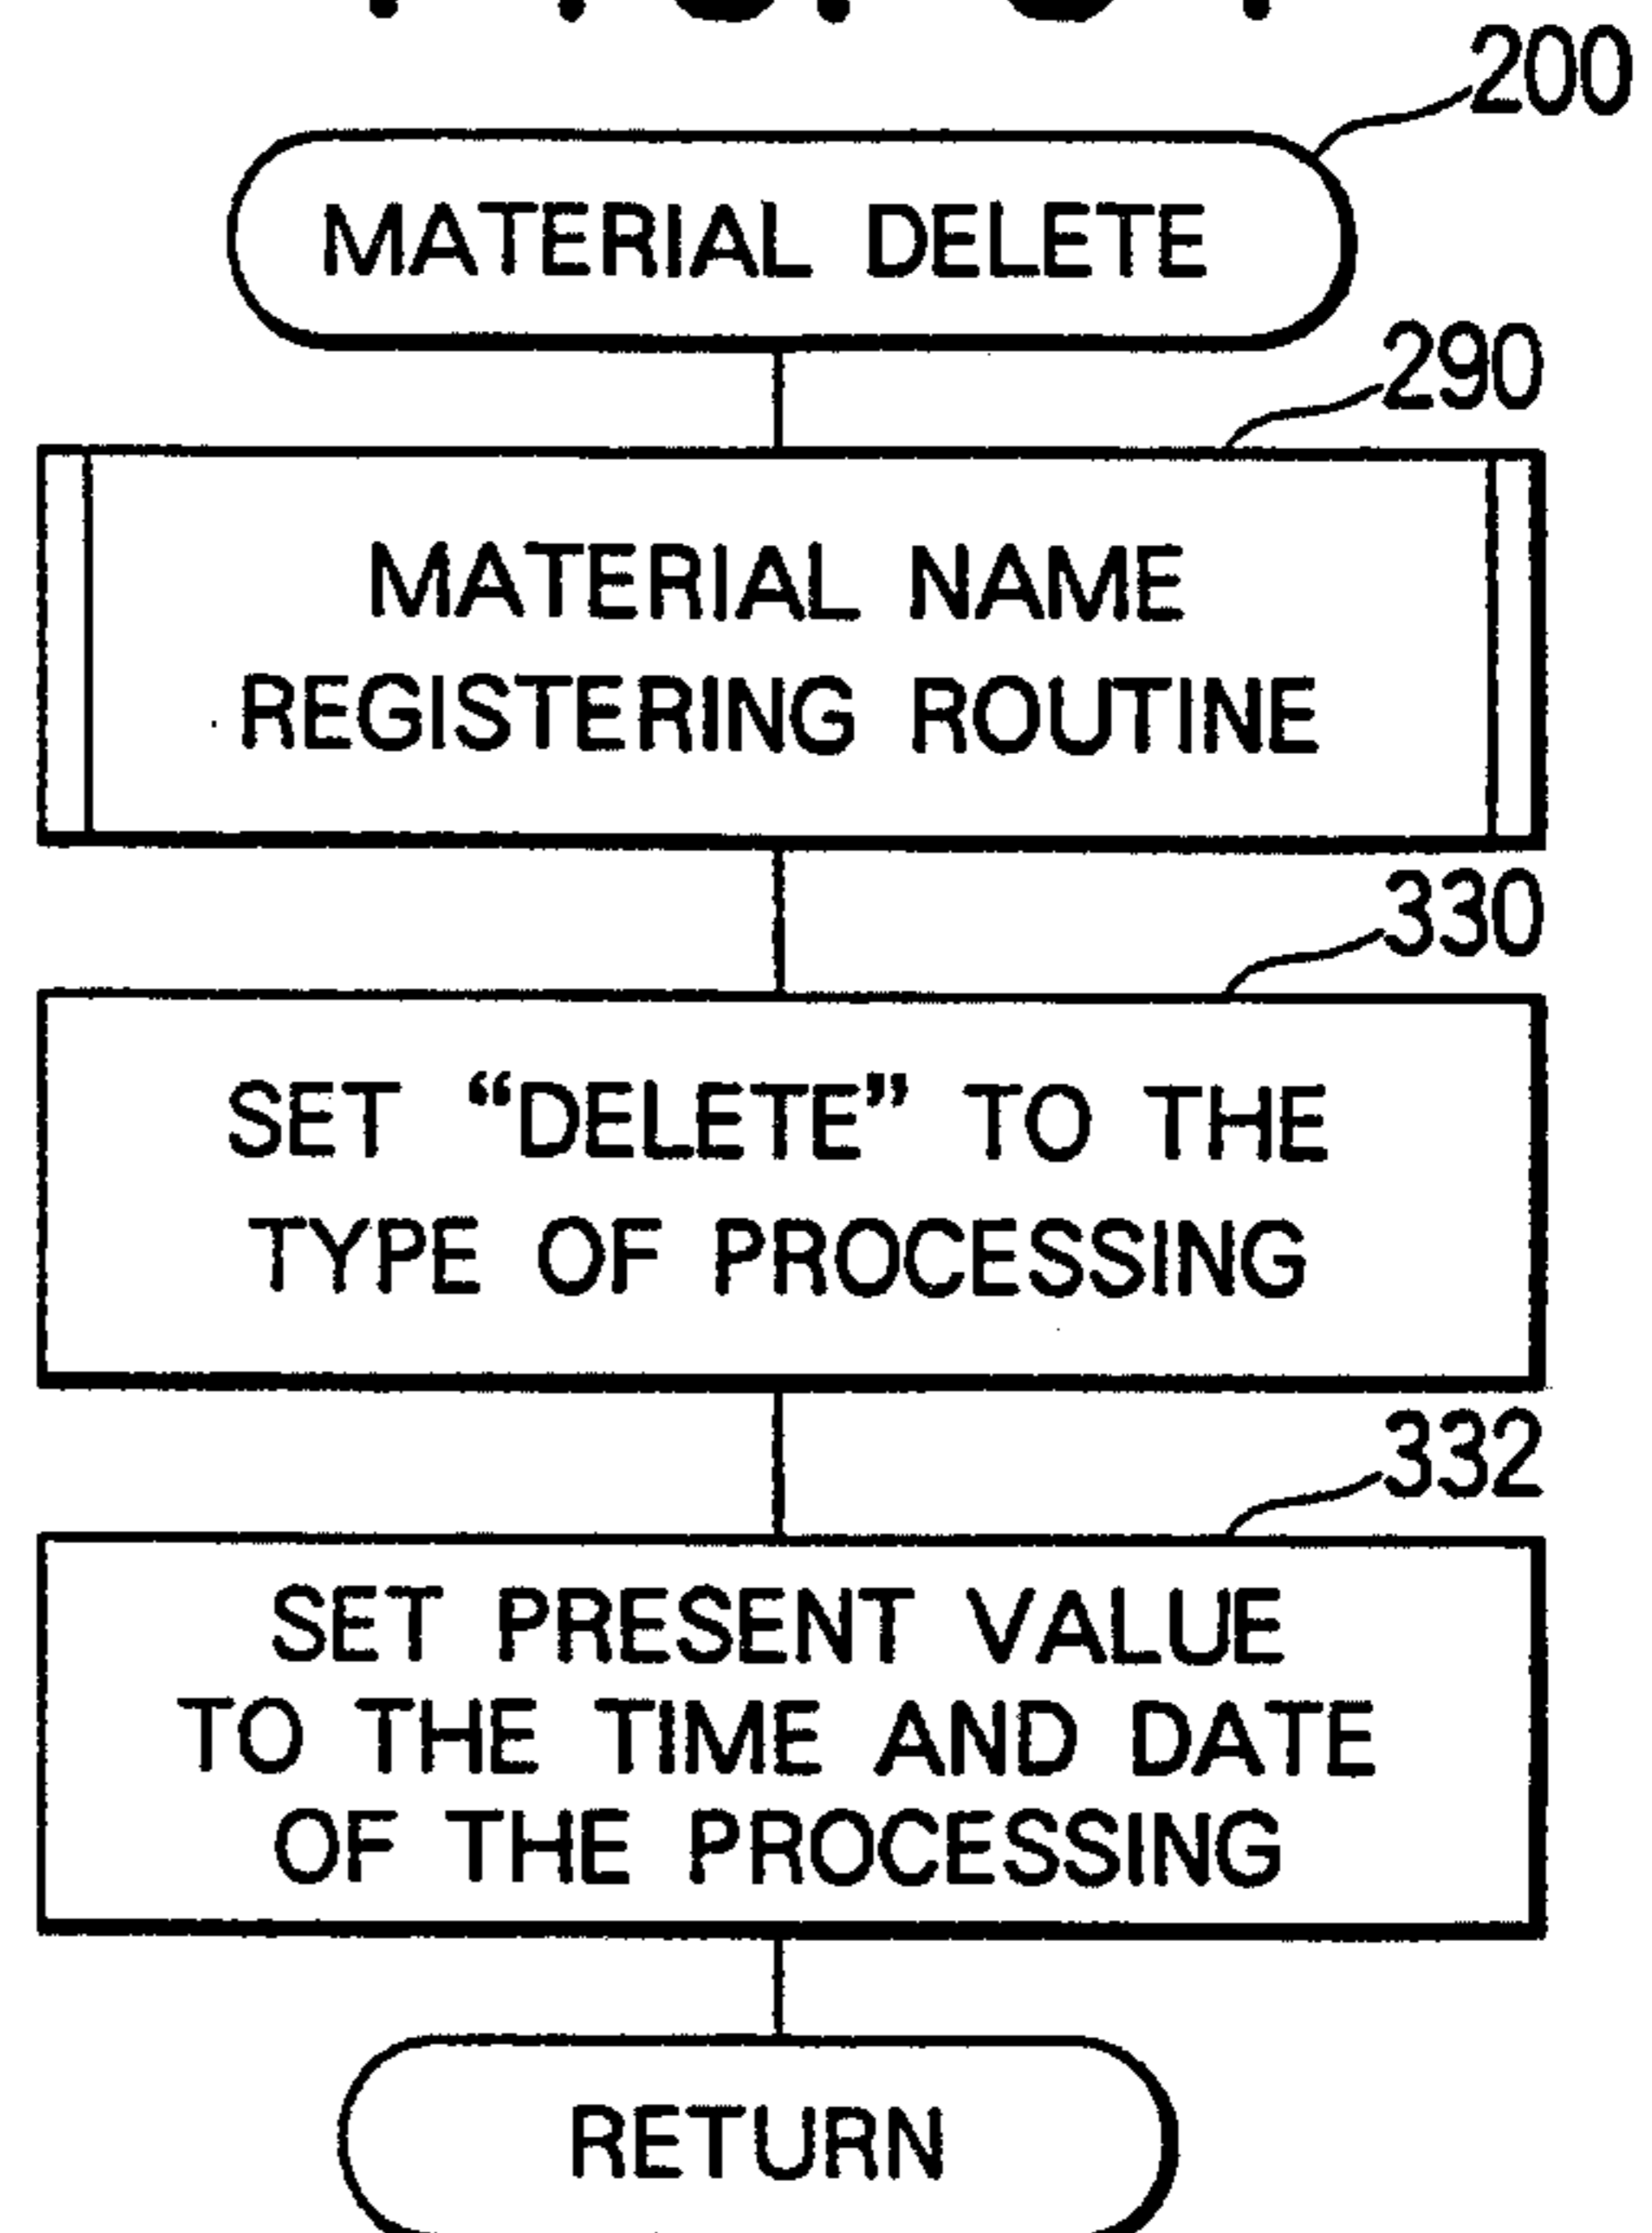 200
MATERIAL DELETE
290
MATERIAL NAME
REGISTERING ROUTINE
330
SET “DELETE” TO THE
TYPE OF PROCESSING
332
SET PRESENT VALUE
TO THE TIME AND DATE
OF THE PROCESSING
RETURN